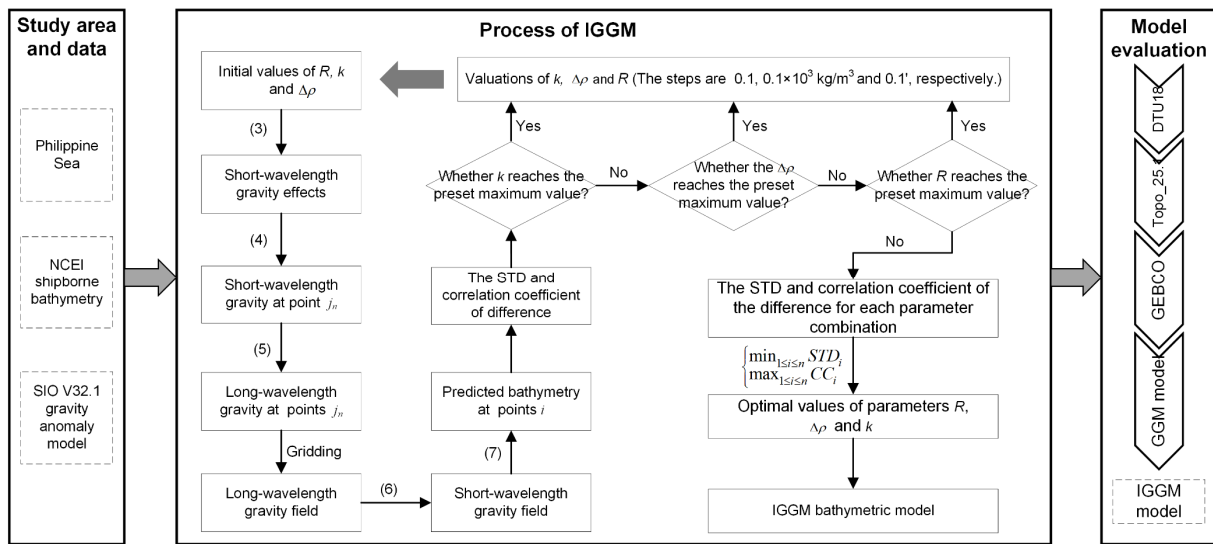 Study area
and data
Philippine
Sea
NCEI
shipborne
bathymetry
SIO V32.1
gravity
anomaly
model
Process of IGGM
Initial values of R, k
and Δρ
(3)
Short-wavelength
gravity effects
(4)
Short-wavelength
gravity at point jₙ
(5)
Long-wavelength
gravity at points jₙ
Gridding
Long-wavelength
gravity field
(6)
Short-wavelength
gravity field
(7)
Predicted bathymetry
at points i
The STD and
correlation coefficient
of difference
Whether k reaches the
preset maximum value?
Yes
No
Valuations of k, Δρ and R (The steps are 0.1, 0.1×10³ kg/m³ and 0.1', respectively.)
Whether the Δρ
reaches the preset
maximum value?
Yes
No
Whether R reaches the
preset maximum value?
Yes
No
The STD and correlation coefficient of
the difference for each parameter
combination
{min₁≤i≤n STDᵢ
max₁≤i≤n CCᵢ
Optimal values of parameters R,
Δρ and k
IGGM bathymetric model
Model
evaluation
DTU18
Topo_25.1
GEBCO
GGM model
IGGM
model